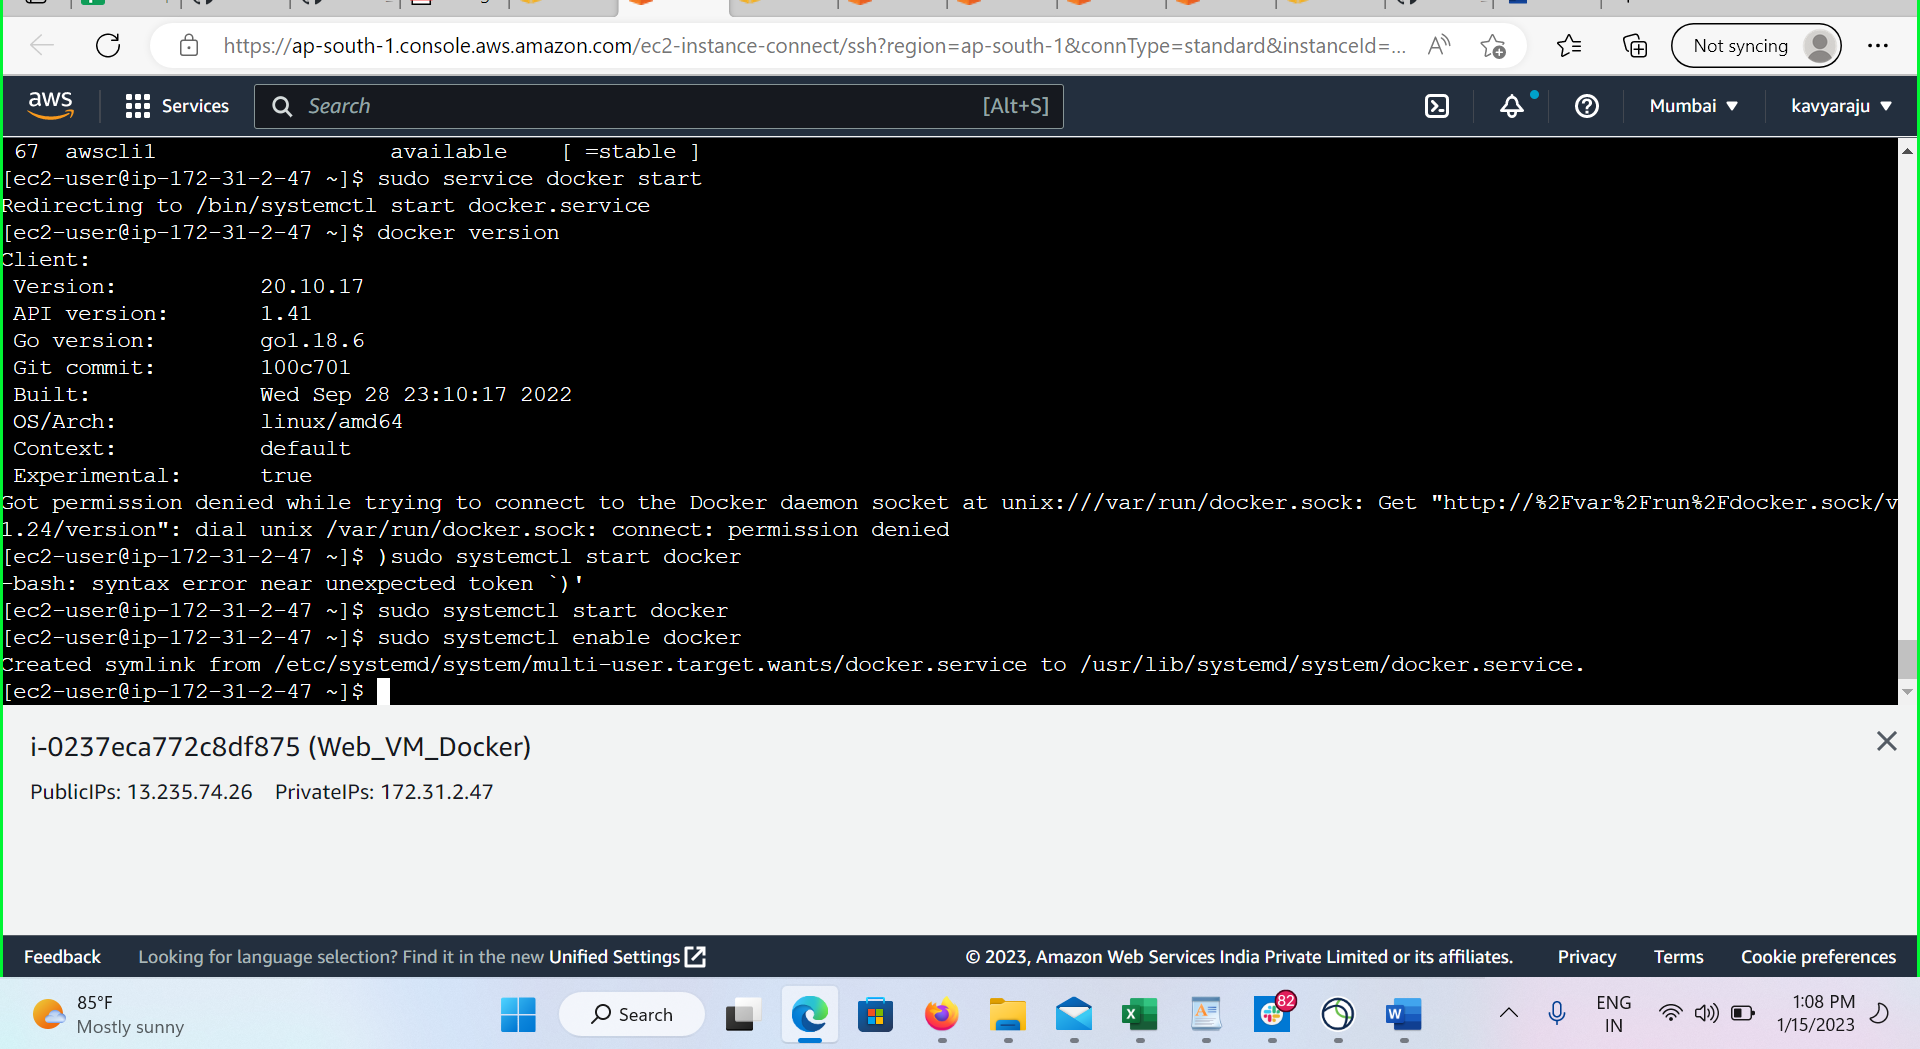 https://ap-south-1.console.aws.amazon.com/ec2-instance-connect/ssh?region=ap-south-1&connType=standard&instanceId=...
Not syncing
aws
Services
Search
[Alt+S]
Mumbai
kavyaraju
67  awscli1                  available    [ =stable ]
[ec2-user@ip-172-31-2-47 ~]$ sudo service docker start
Redirecting to /bin/systemctl start docker.service
[ec2-user@ip-172-31-2-47 ~]$ docker version
Client:
Version:           20.10.17
API version:       1.41
Go version:        go1.18.6
Git commit:        100c701
Built:             Wed Sep 28 23:10:17 2022
OS/Arch:           linux/amd64
Context:           default
Experimental:      true
Got permission denied while trying to connect to the Docker daemon socket at unix:///var/run/docker.sock: Get "http://%2Fvar%2Frun%2Fdocker.sock/v
1.24/version": dial unix /var/run/docker.sock: connect: permission denied
[ec2-user@ip-172-31-2-47 ~]$ )sudo systemctl start docker
-bash: syntax error near unexpected token `)'
[ec2-user@ip-172-31-2-47 ~]$ sudo systemctl start docker
[ec2-user@ip-172-31-2-47 ~]$ sudo systemctl enable docker
Created symlink from /etc/systemd/system/multi-user.target.wants/docker.service to /usr/lib/systemd/system/docker.service.
[ec2-user@ip-172-31-2-47 ~]$
i-0237eca772c8df875 (Web_VM_Docker)
PublicIPs: 13.235.74.26 PrivateIPs: 172.31.2.47
Feedback
Looking for language selection? Find it in the new Unified Settings
© 2023, Amazon Web Services India Private Limited or its affiliates.
Privacy
Terms
Cookie preferences
85°F
Mostly sunny
Search
82
ENG
IN
1:08 PM
1/15/2023